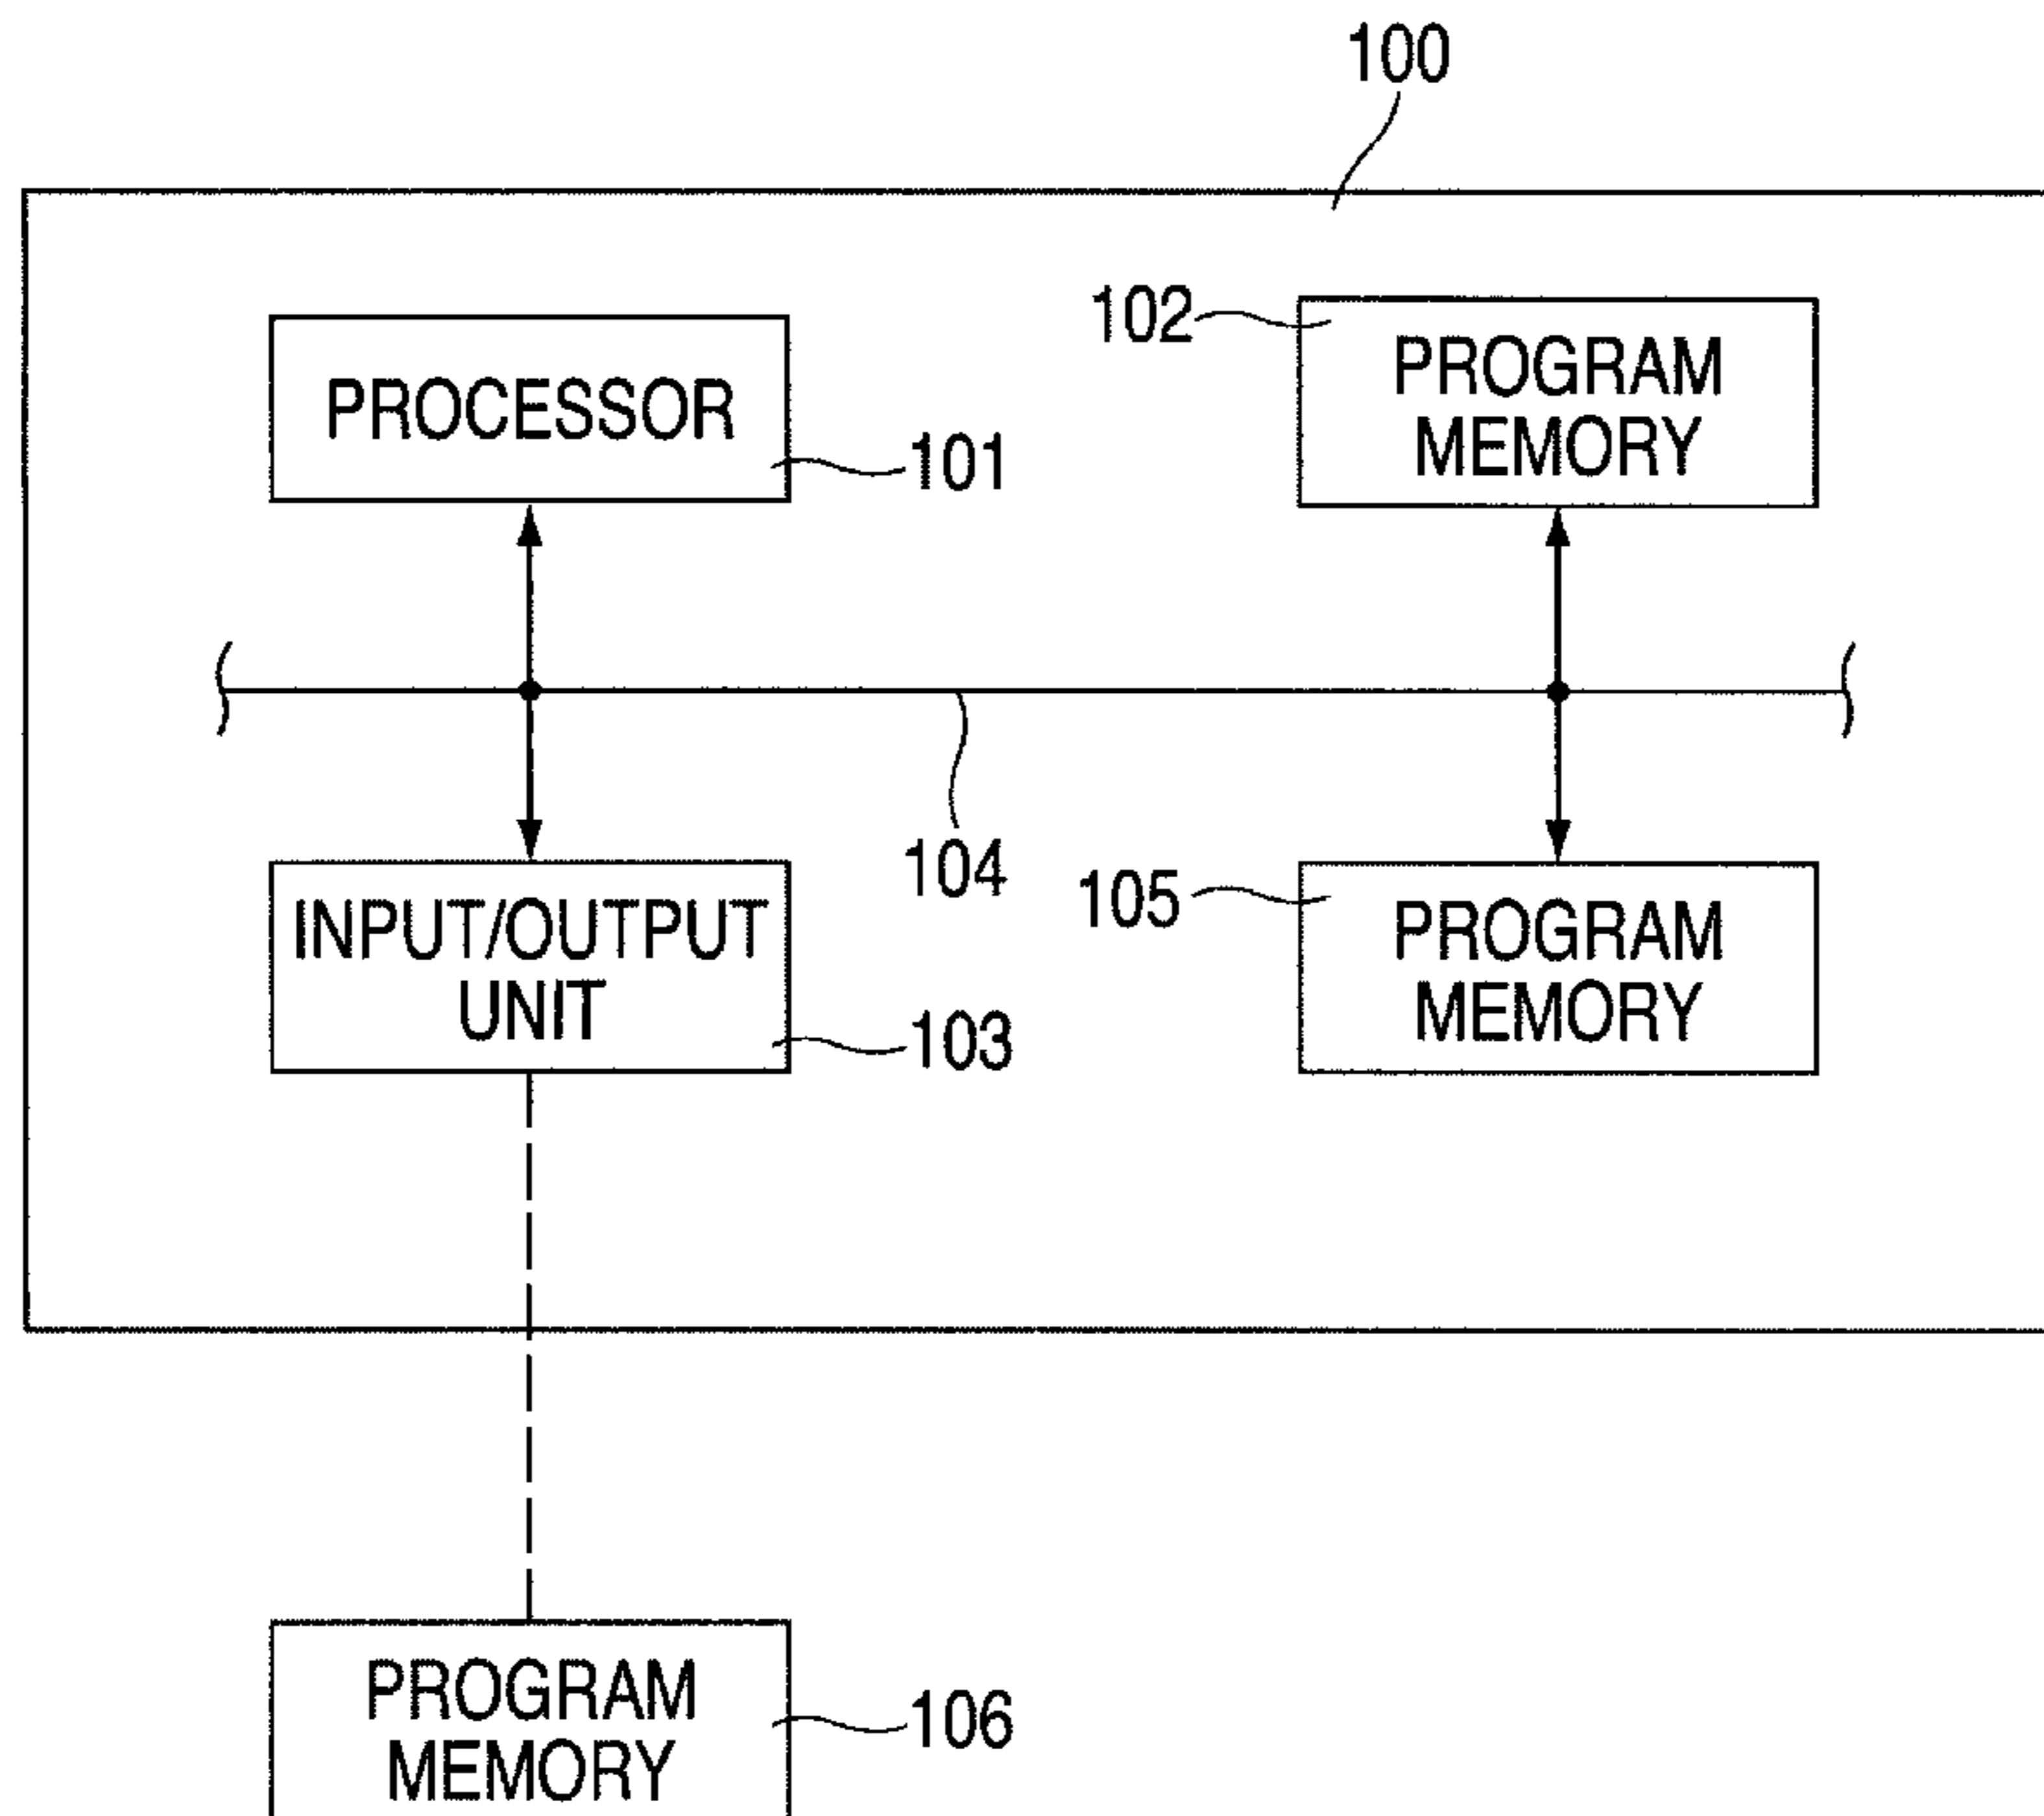 100
PROCESSOR
101
102
PROGRAM
MEMORY
104
INPUT/OUTPUT
UNIT
103
105
PROGRAM
MEMORY
PROGRAM
MEMORY
106